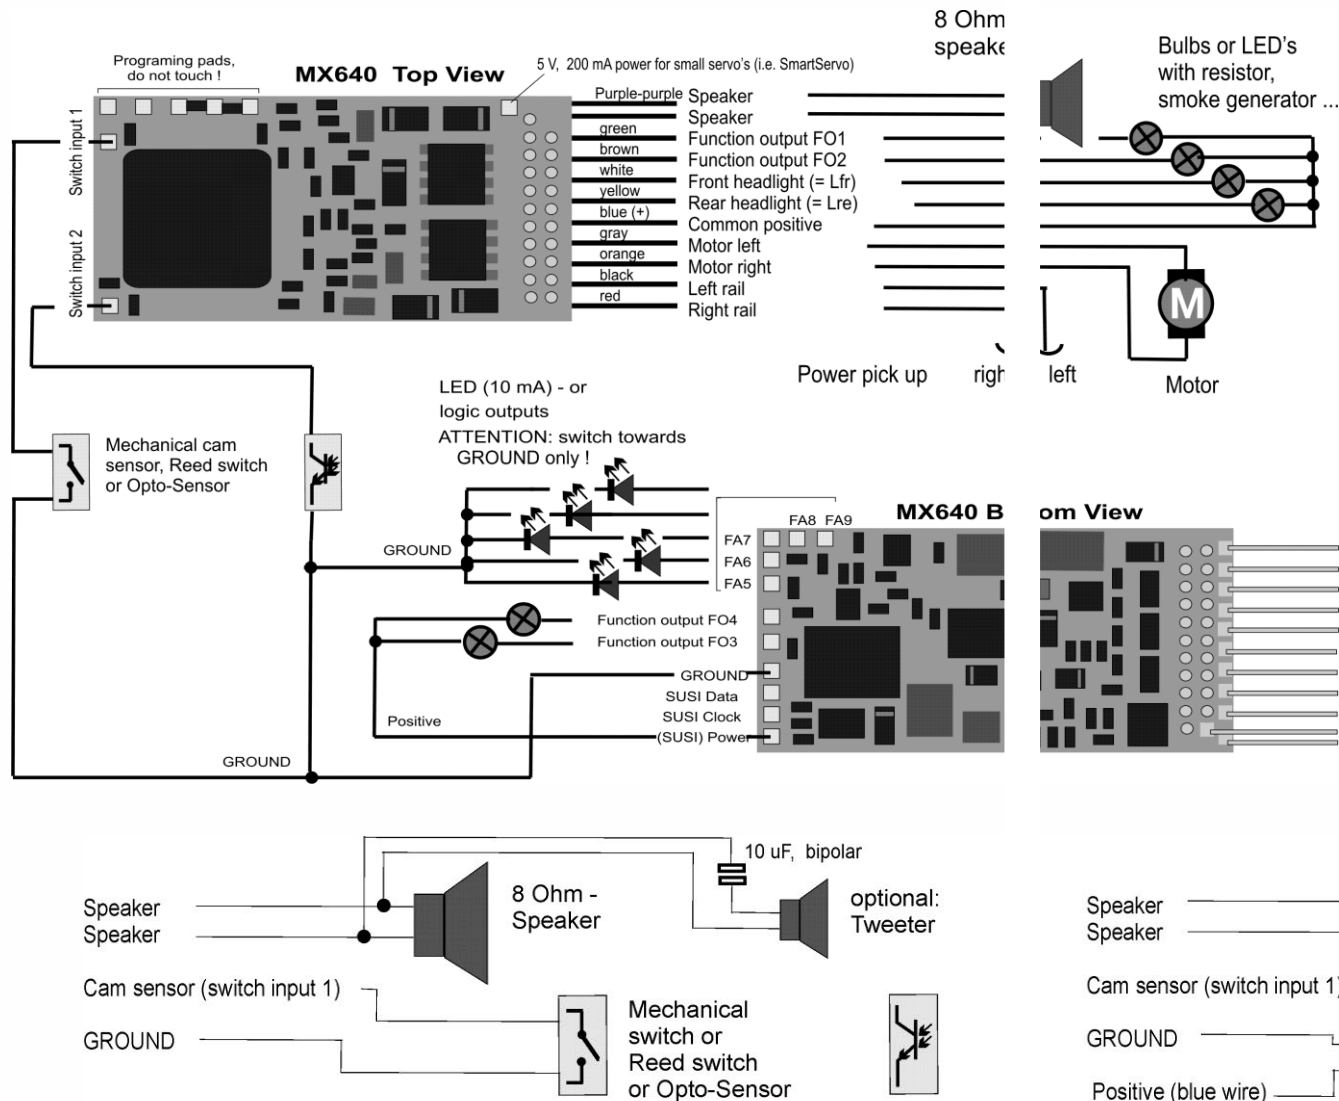 8 Ohm
speake
Bulbs or LED's
with resistor,
smoke generator ...
Programing pads,
do not touch !
MX640 Top View
5 V, 200 mA power for small servo's (i.e. SmartServo)
Switch input 1
Switch input 2
Purple-purple Speaker
Speaker
green Function output FO1
brown Function output FO2
white Front headlight (= Lfr)
yellow Rear headlight (= Lre)
blue (+) Common positive
gray Motor left
orange Motor right
black Left rail
red Right rail
M
Power pick up righ left
Motor
LED (10 mA) - or
logic outputs
ATTENTION: switch towards
GROUND only !
Mechanical cam
sensor, Reed switch
or Opto-Sensor
MX640 B om View
FA8 FA9
FA7
FA6
FA5
GROUND
Function output FO4
Function output FO3
GROUND
SUSI Data
SUSI Clock
(SUSI) Power
Positive
GROUND
10 uF, bipolar
8 Ohm -
Speaker
optional:
Tweeter
Speaker
Speaker
Cam sensor (switch input 1)
GROUND
Mechanical
switch or
Reed switch
or Opto-Sensor
Speaker
Speaker
Cam sensor (switch input 1)
GROUND
Positive (blue wire)